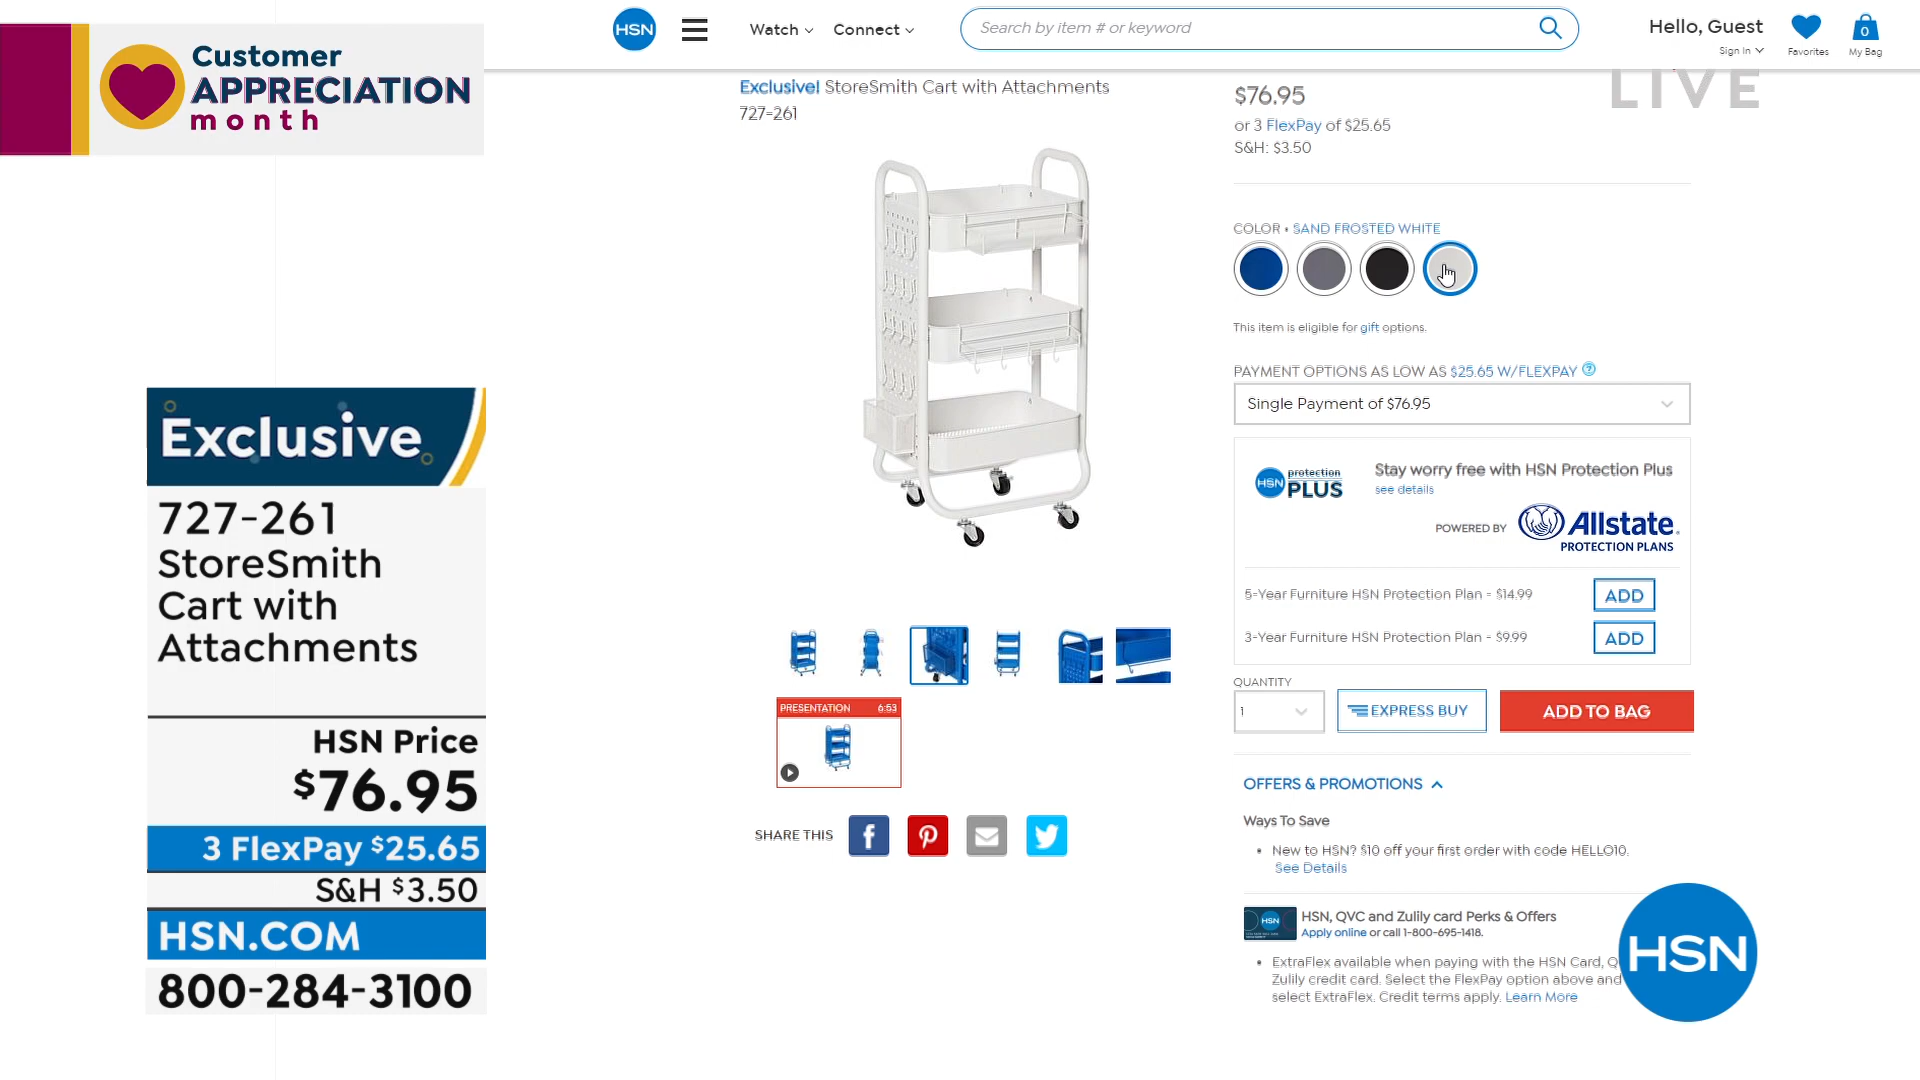 Customer
APPRECIATION
month
HSN
Watch
Connect
Search by item # or keyword
Hello, Guest
Sign In
Favorites
0
My Bag
LIVE
Exclusive! StoreSmith Cart with Attachments
727-261
$76.95
or 3 FlexPay of $25.65
S&H: $3.50
COLOR • SAND FROSTED WHITE
This item is eligible for gift options.
PAYMENT OPTIONS AS LOW AS $25.65 W/FLEXPAY ?
Single Payment of $76.95
HSN protection PLUS
Stay worry free with HSN Protection Plus
see details
POWERED BY Allstate
PROTECTION PLANS
5-Year Furniture HSN Protection Plan - $14.99
ADD
3-Year Furniture HSN Protection Plan - $9.99
ADD
QUANTITY
1
EXPRESS BUY
ADD TO BAG
PRESENTATION 6:53
SHARE THIS
OFFERS & PROMOTIONS
Ways To Save
• New to HSN? $10 off your first order with code HELLO10.
See Details
HSN
HSN, QVC and Zulily card Perks & Offers
Apply online or call 1-800-695-1418.
• ExtraFlex available when paying with the HSN Card, Q
Zulily credit card. Select the FlexPay option above and
select ExtraFlex. Credit terms apply. Learn More
HSN
Exclusive
727-261
StoreSmith
Cart with
Attachments
HSN Price
$76.95
3 FlexPay $25.65
S&H $3.50
HSN.COM
800-284-3100